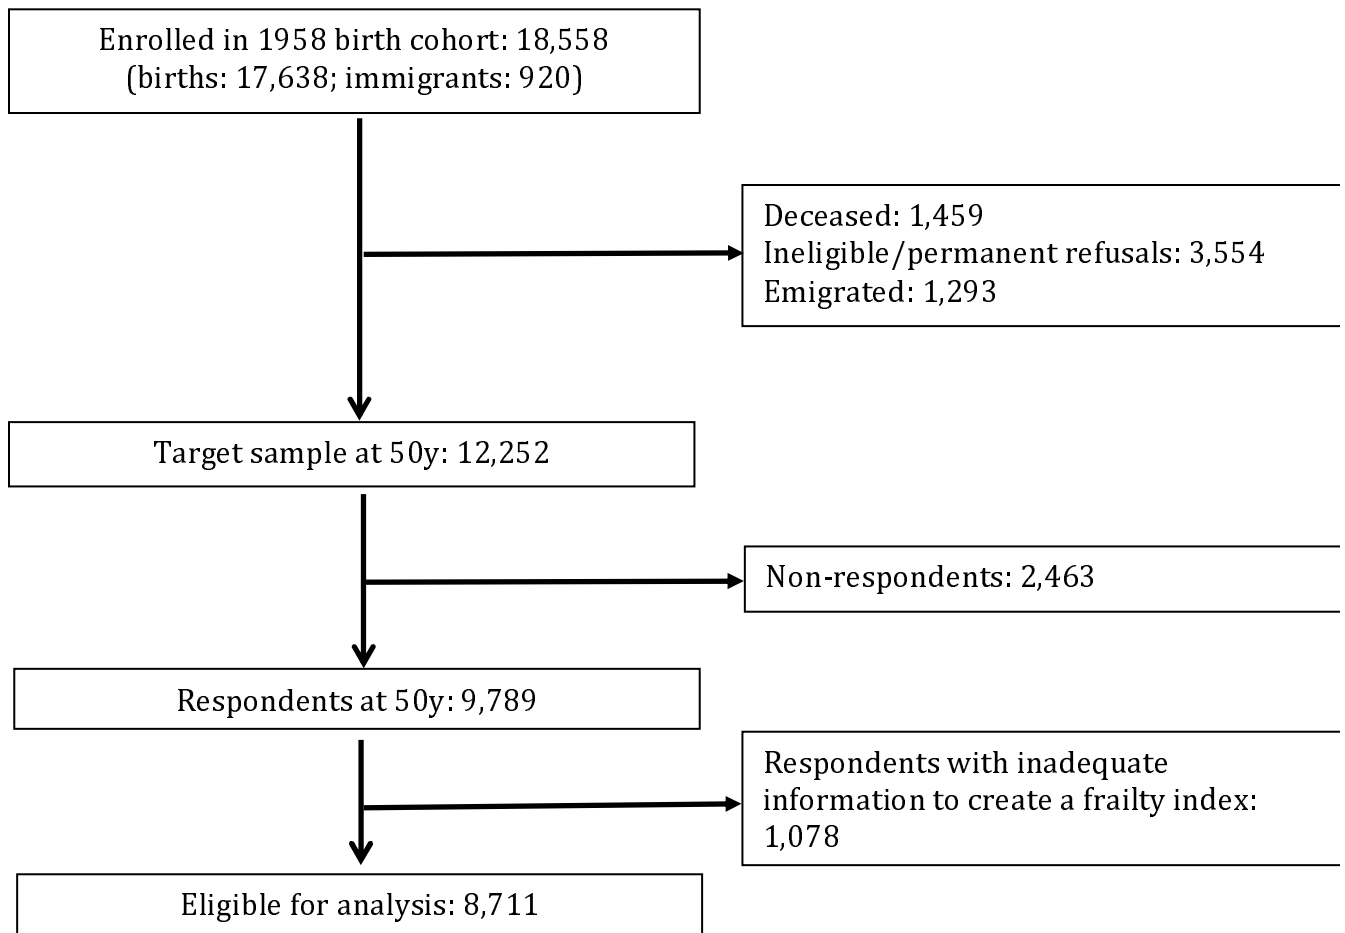 Enrolled in 1958 birth cohort: 18,558
(births: 17,638; immigrants: 920)
Deceased: 1,459
Ineligible/permanent refusals: 3,554
Emigrated: 1,293
Target sample at 50y: 12,252
Non-respondents: 2,463
Respondents at 50y: 9,789
Respondents with inadequate
information to create a frailty index:
1,078
Eligible for analysis: 8,711